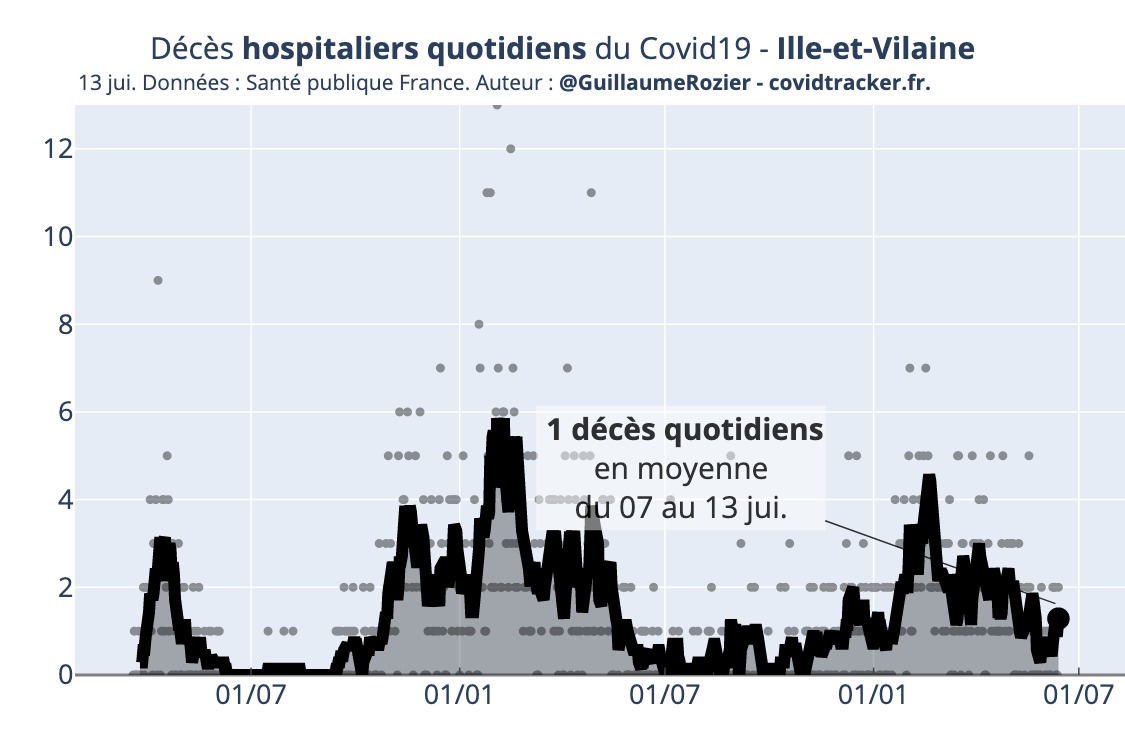 Décès hospitaliers quotidiens du Covid19 - Ille-et-Vilaine
13 jui. Données : Santé publique France. Auteur : @GuillaumeRozier - covidtracker.fr.
12
10
8
6
4
2
0
1 décès quotidiens
en moyenne
du 07 au 13 jui.
01/07 01/01 01/07 01/01 01/07